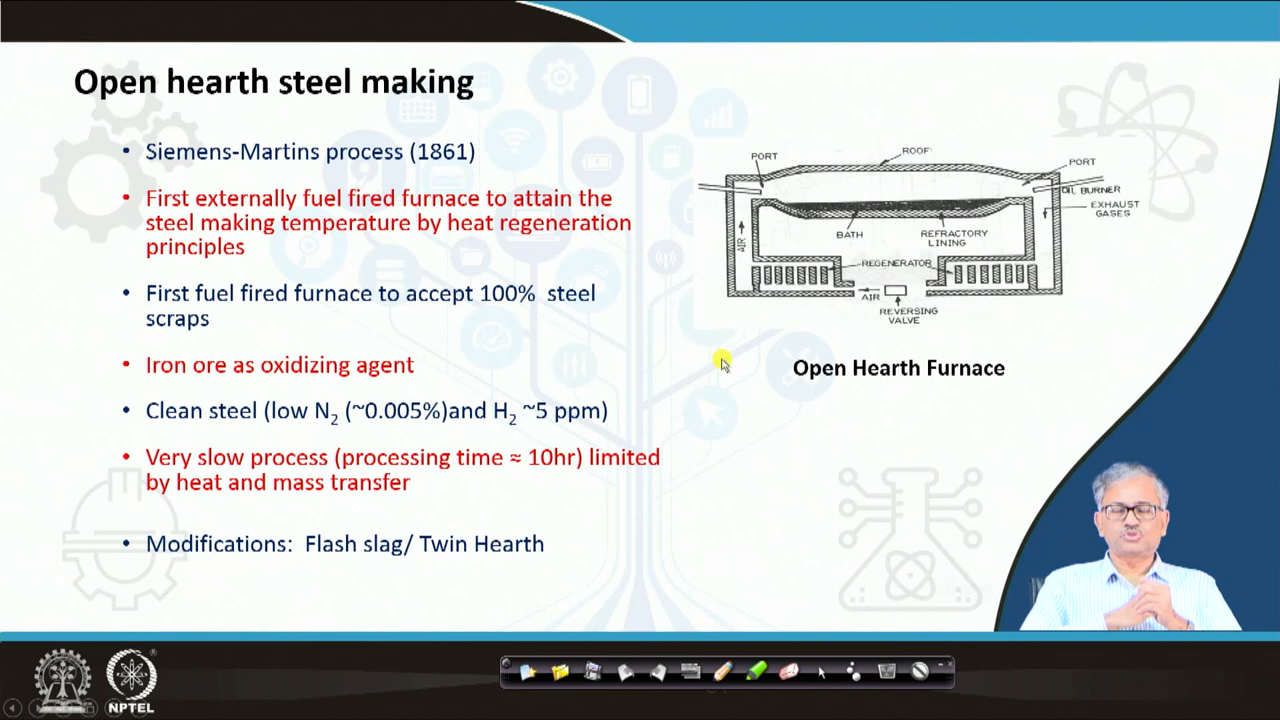 Open hearth steel making
• Siemens-Martins process (1861)
• First externally fuel fired furnace to attain the
steel making temperature by heat regeneration
principles
• First fuel fired furnace to accept 100% steel
scraps
• Iron ore as oxidizing agent
• Clean steel (low N2 (~0.005%)and H2 ~5 ppm)
• Very slow process (processing time ≈ 10hr) limited
by heat and mass transfer
• Modifications: Flash slag/ Twin Hearth
PORT
ROOF
PORT
OIL BURNER
EXHAUST
GASES
BATH
REFRACTORY
LINING
AIR
REGENERATOR
AIR
REVERSING
VALVE
Open Hearth Furnace
NPTEL